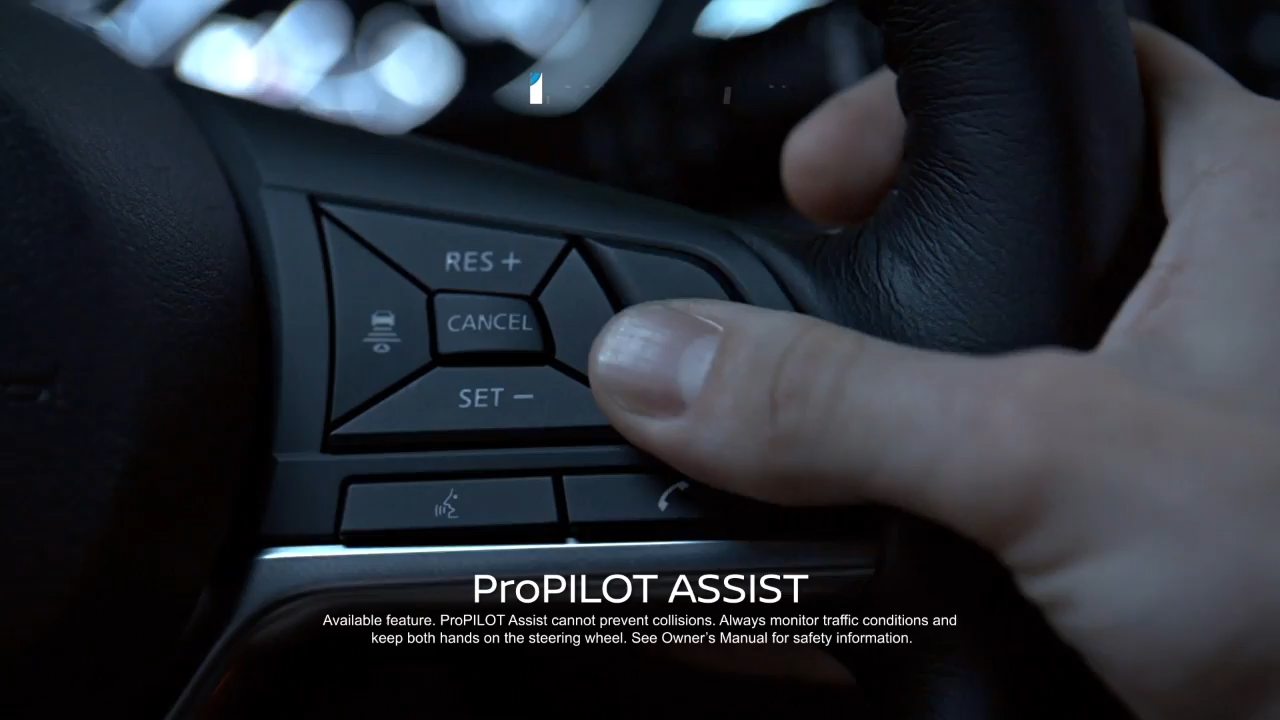 RES +
CANCEL
SET −
ProPILOT ASSIST
Available feature. ProPILOT Assist cannot prevent collisions. Always monitor traffic conditions and
keep both hands on the steering wheel. See Owner's Manual for safety information.